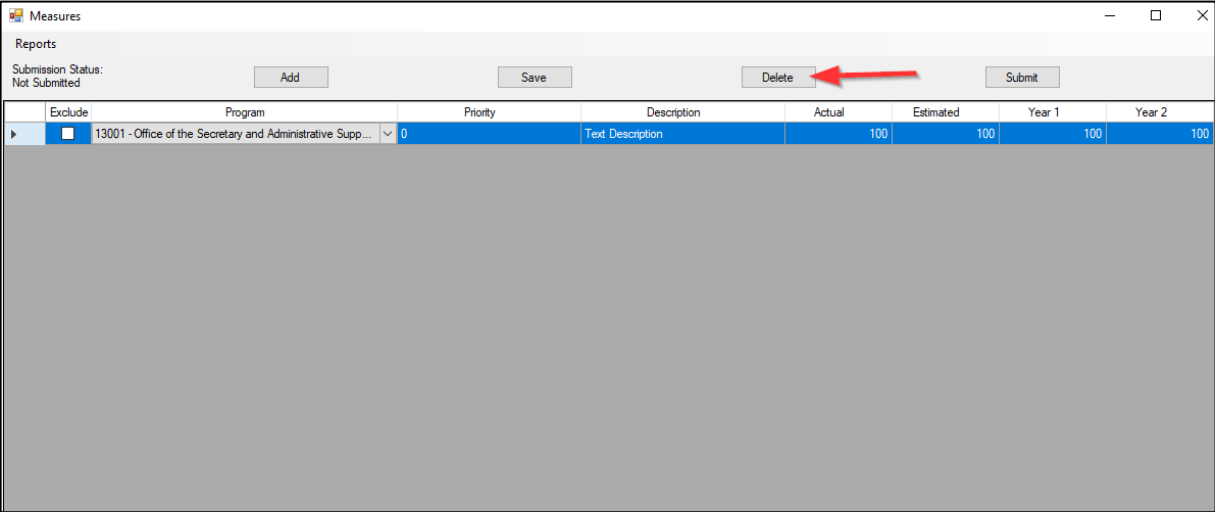 Measures
Reports
Submission Status:
Not Submitted
Add
Save
Delete
Submit
Exclude Program Priority Description Actual Estimated Year 1 Year 2
13001 - Office of the Secretary and Administrative Supp... 0 Text Description 100 100 100 100